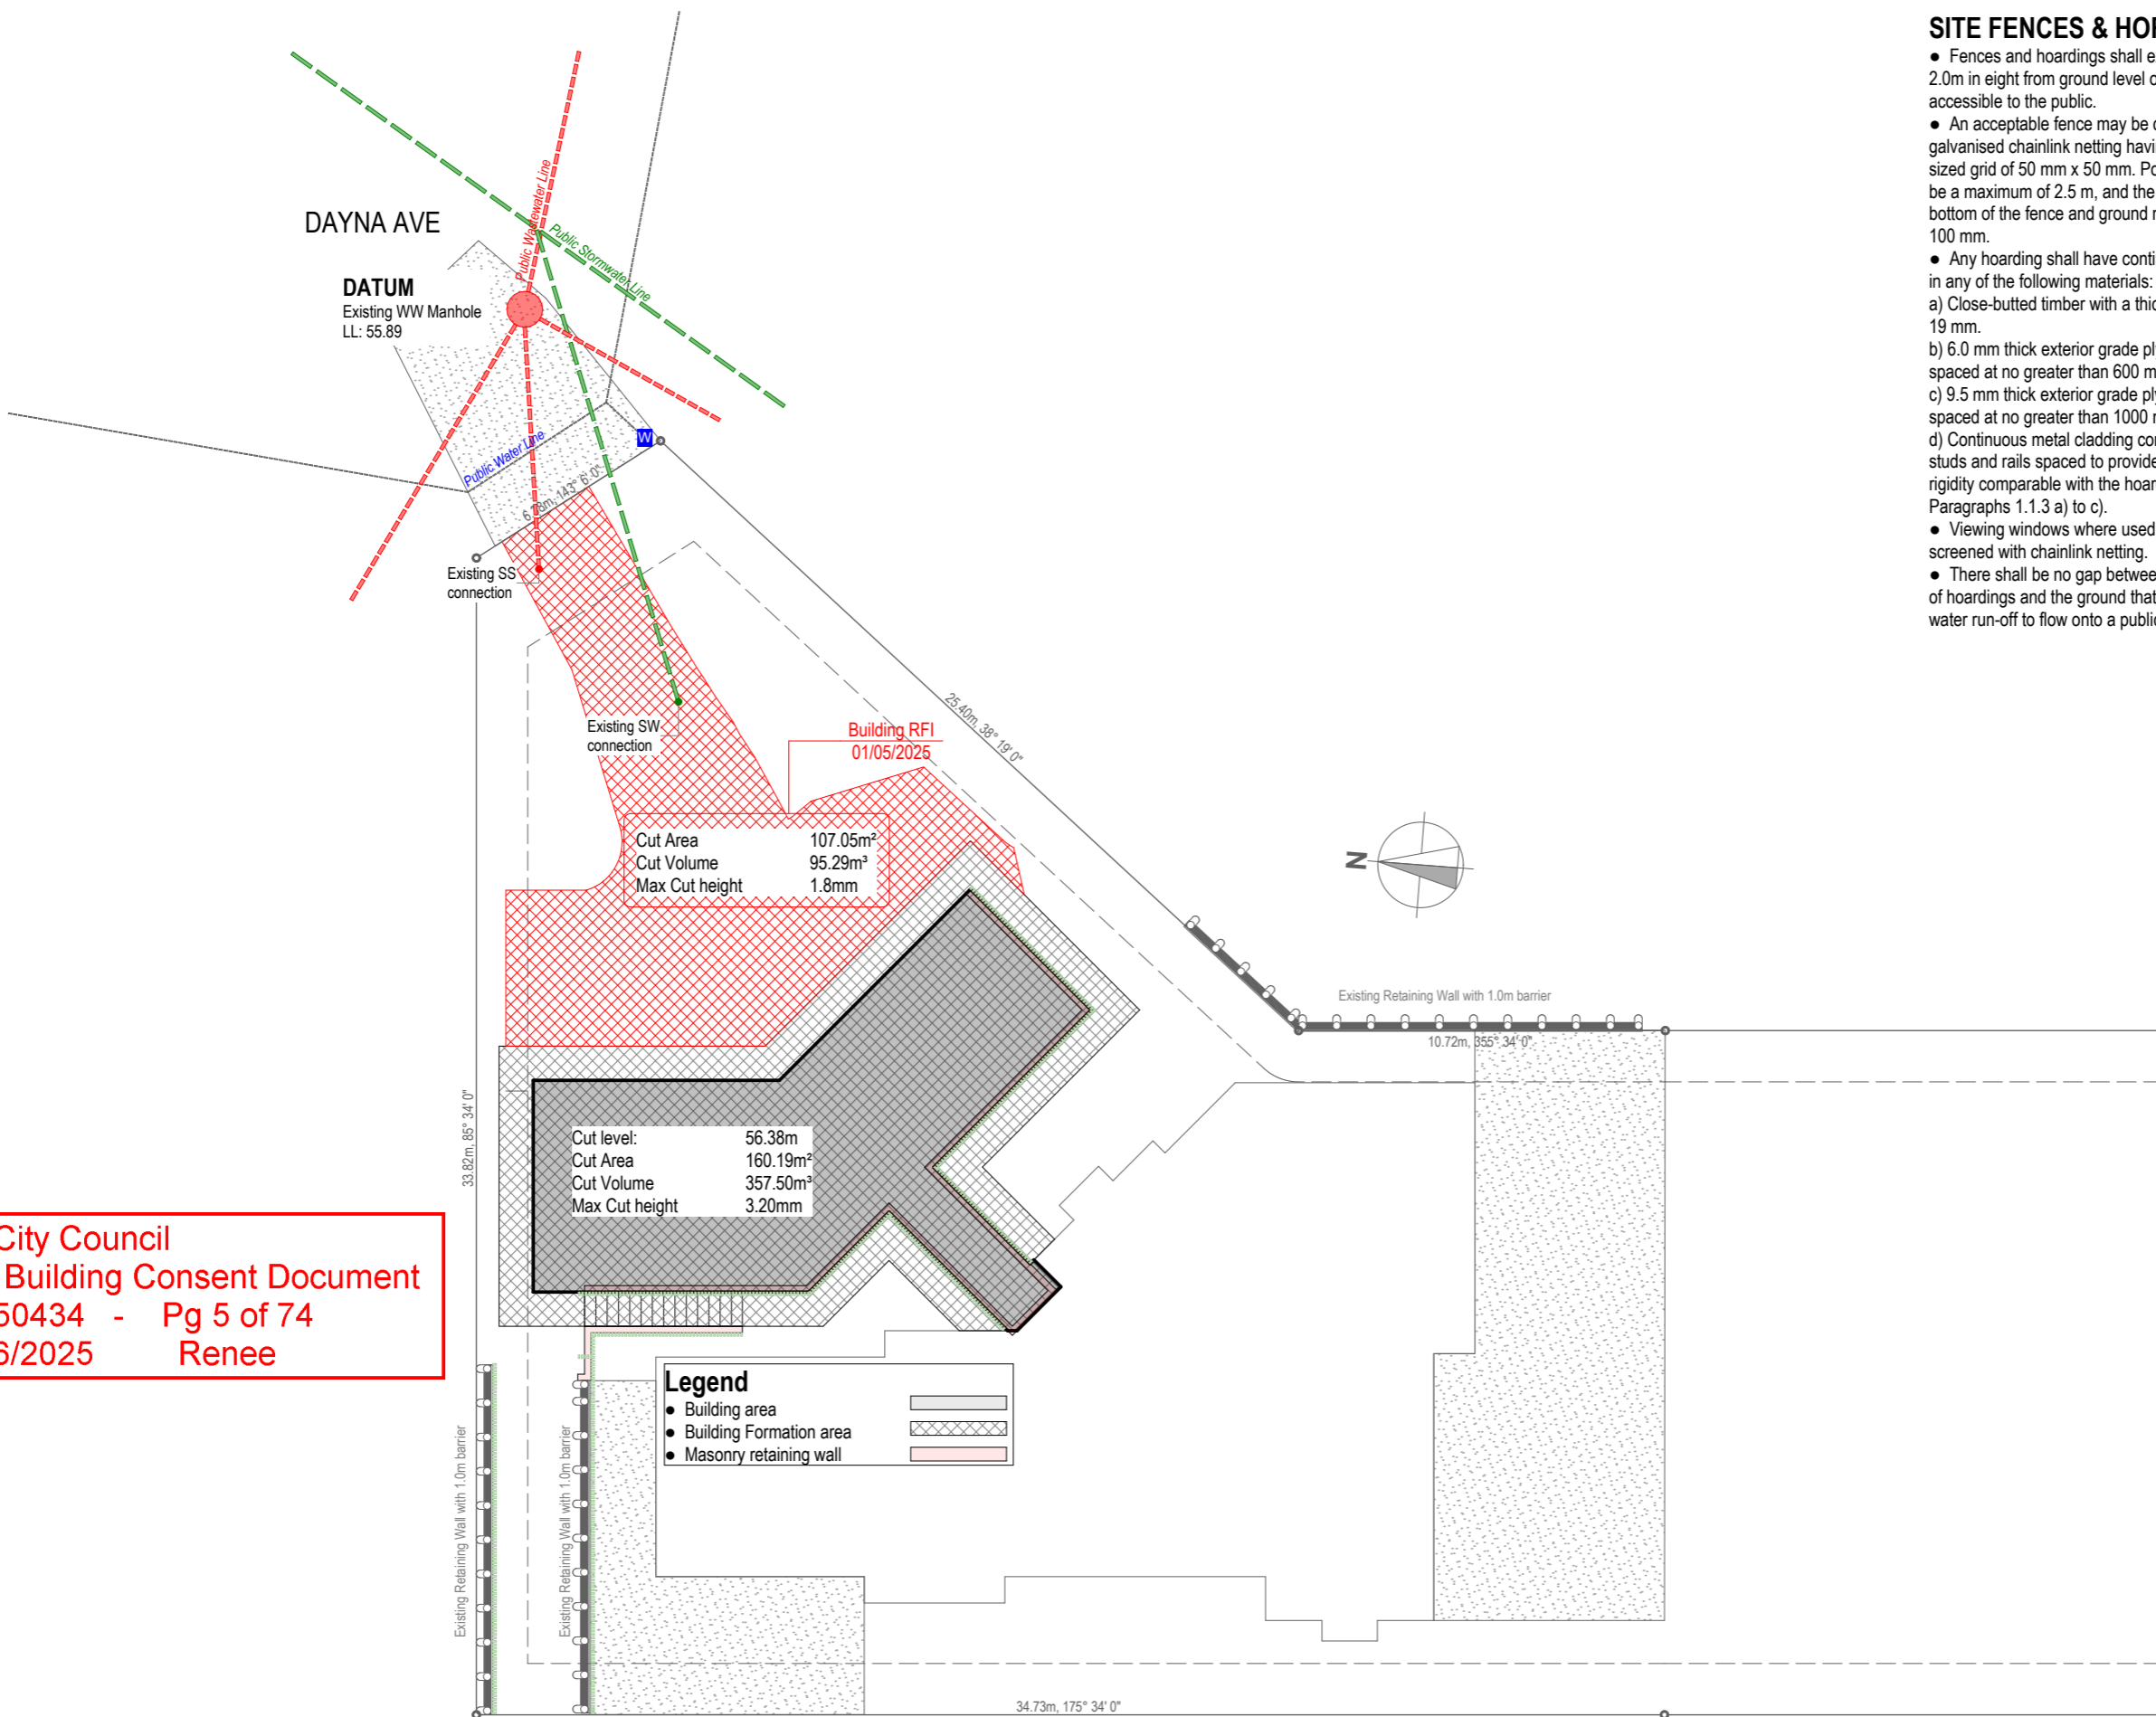 SITE FENCES & HO
● Fences and hoardings shall e
2.0m in eight from ground level o
accessible to the public.
● An acceptable fence may be c
galvanised chainlink netting havi
sized grid of 50 mm x 50 mm. Po
be a maximum of 2.5 m, and the
bottom of the fence and ground r
100 mm.
● Any hoarding shall have conti
in any of the following materials:
a) Close-butted timber with a thic
19 mm.
b) 6.0 mm thick exterior grade pl
spaced at no greater than 600 m
c) 9.5 mm thick exterior grade pl
spaced at no greater than 1000 r
d) Continuous metal cladding co
studs and rails spaced to provide
rigidity comparable with the hoar
Paragraphs 1.1.3 a) to c).
● Viewing windows where used
screened with chainlink netting.
● There shall be no gap betwee
of hoardings and the ground that
water run-off to flow onto a public
DAYNA AVE
Public Wastewater Line
Public Stormwater Line
DATUM
Existing WW Manhole
LL: 55.89
Public Water Line
W
6.18m, 143° 6' 0"
Existing SS
connection
Existing SW
connection
25.40m, 38° 19' 0"
Building RFI
01/05/2025
Cut Area 107.05m²
Cut Volume 95.29m³
Max Cut height 1.8mm
N
Existing Retaining Wall with 1.0m barrier
10.72m, 355° 34' 0"
33.82m, 85° 34' 0"
Cut level: 56.38m
Cut Area 160.19m²
Cut Volume 357.50m³
Max Cut height 3.20mm
City Council
Building Consent Document
50434 - Pg 5 of 74
6/2025 Renee
Legend
● Building area
● Building Formation area
● Masonry retaining wall
Existing Retaining Wall with 1.0m barrier
Existing Retaining Wall with 1.0m barrier
34.73m, 175° 34' 0"